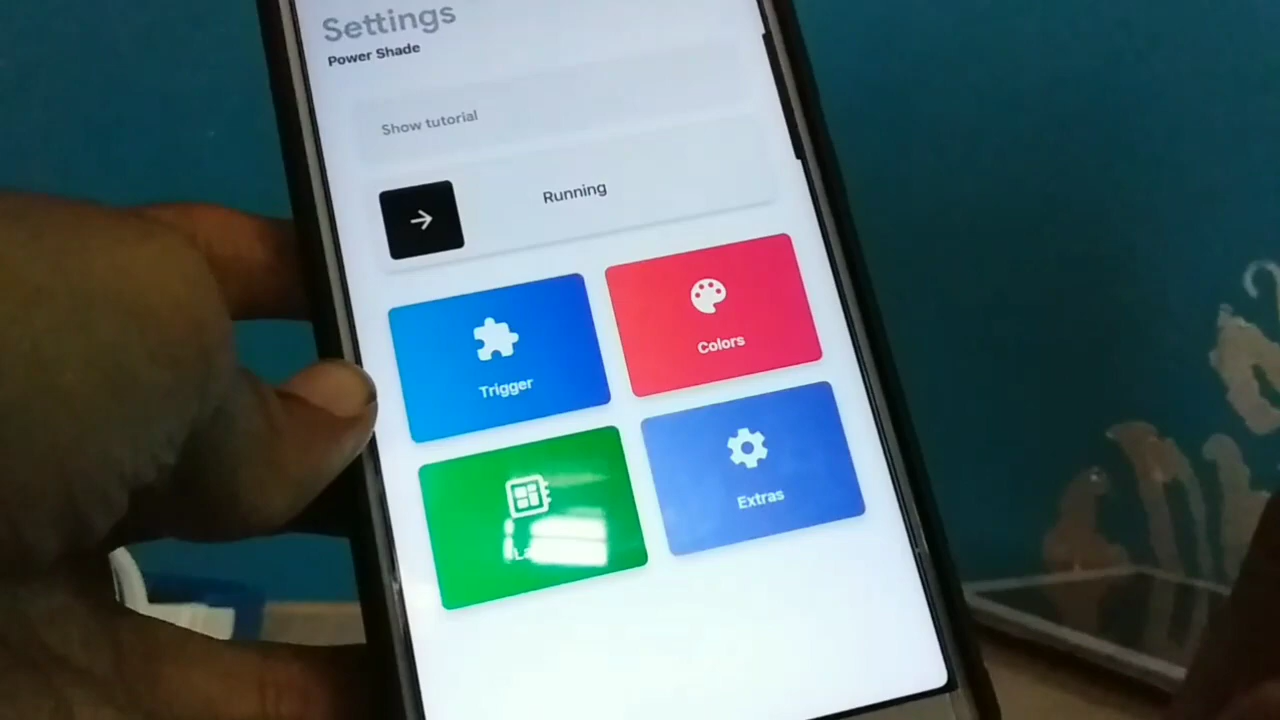 Settings
Power Shade
Show tutorial
Running
Trigger
Colors
Extras